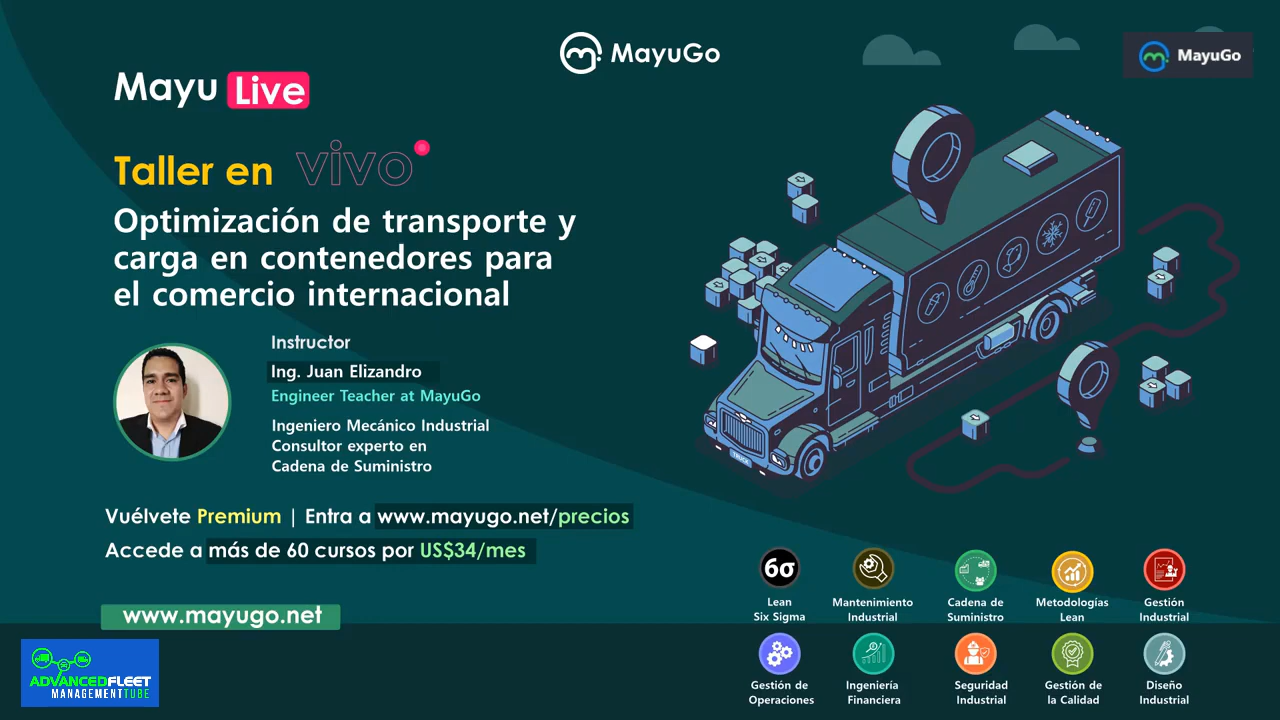 MayuGo
MayuGo
Mayu Live
Taller en vivo
Optimización de transporte y
carga en contenedores para
el comercio internacional
Instructor
Ing. Juan Elizandro
Engineer Teacher at MayuGo
Ingeniero Mecánico Industrial
Consultor experto en
Cadena de Suministro
Vuélvete Premium | Entra a www.mayugo.net/precios
Accede a más de 60 cursos por US$34/mes
www.mayugo.net
ADVANCEDFLEET
MANAGEMENTTUBE
TRUCK
6σ
Lean
Six Sigma
Mantenimiento
Industrial
Cadena de
Suministro
Metodologías
Lean
Gestión
Industrial
Gestión de
Operaciones
Ingeniería
Financiera
Seguridad
Industrial
Gestión de
la Calidad
Diseño
Industrial